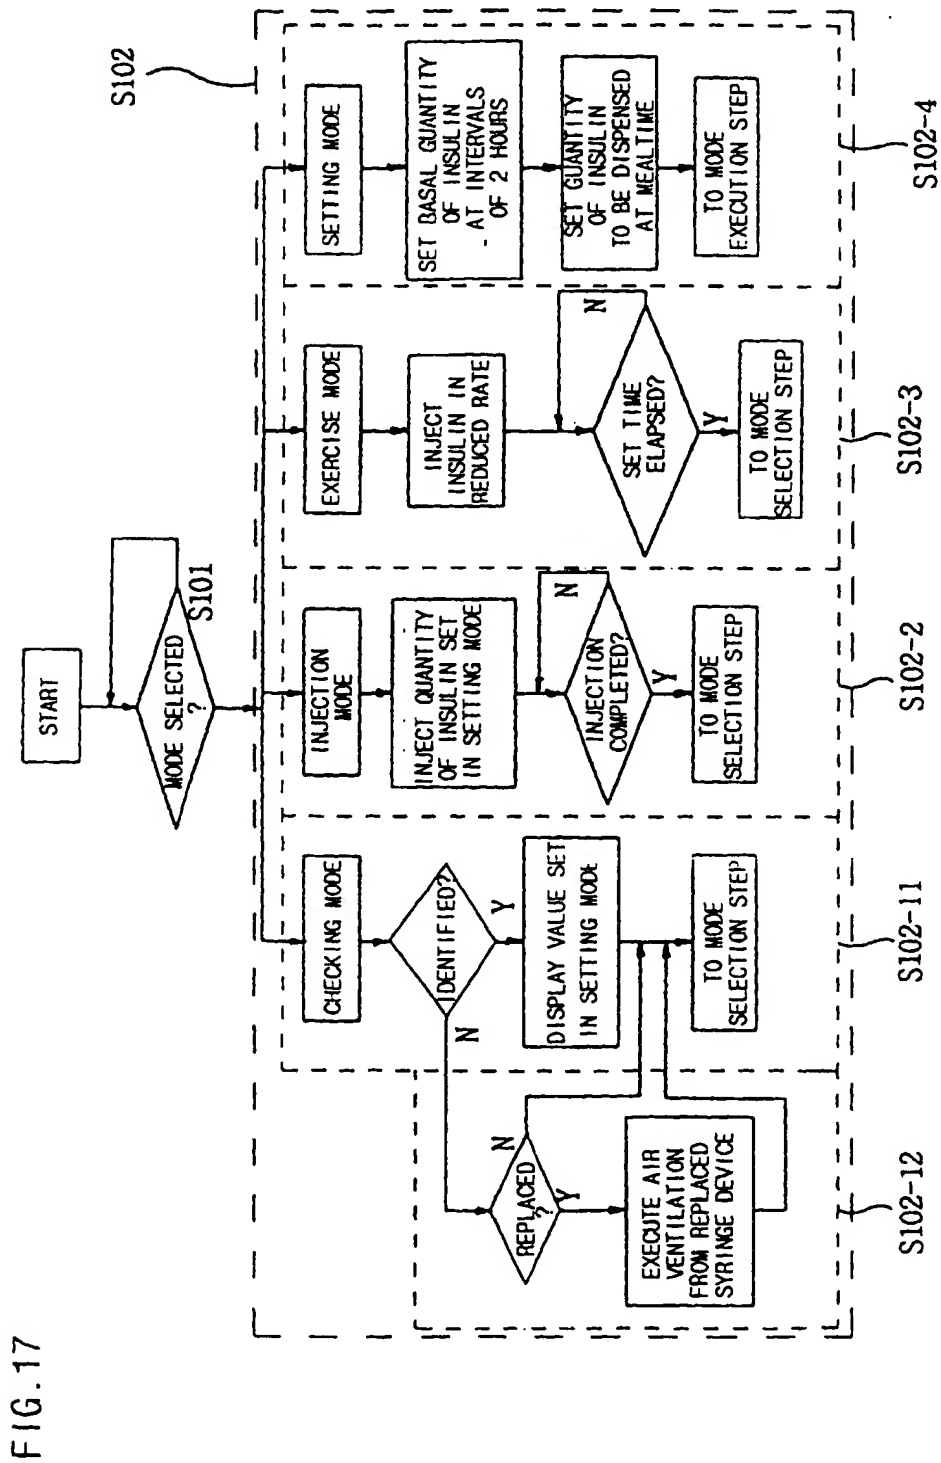 FIG.17
START
MODE SELECTED
?
S101
S102
CHECKING MODE
IDENTIFIED?
N
Y
DISPLAY VALUE SET
IN SETTING MODE
TO MODE
SELECTION STEP
S102-11
REPLACED
?
N
Y
EXECUTE AIR
VENTILATION
FROM REPLACED
SYRINGE DEVICE
S102-12
INJECTION
MODE
INJECT QUANTITY
OF INSULIN SET
IN SETTING MODE
INJECTION
COMPLETED?
N
Y
TO MODE
SELECTION STEP
S102-2
EXERCISE MODE
INJECT
INSULIN IN
REDUCED RATE
SET TIME
ELAPSED?
N
Y
TO MODE
SELECTION STEP
S102-3
SETTING MODE
SET BASAL QUANTITY
OF INSULIN
AT INTERVALS
OF 2 HOURS
SET GUANTITY
OF INSULIN
TO BE DISPENSED
AT MEALTIME
TO MODE
EXECUTION STEP
S102-4